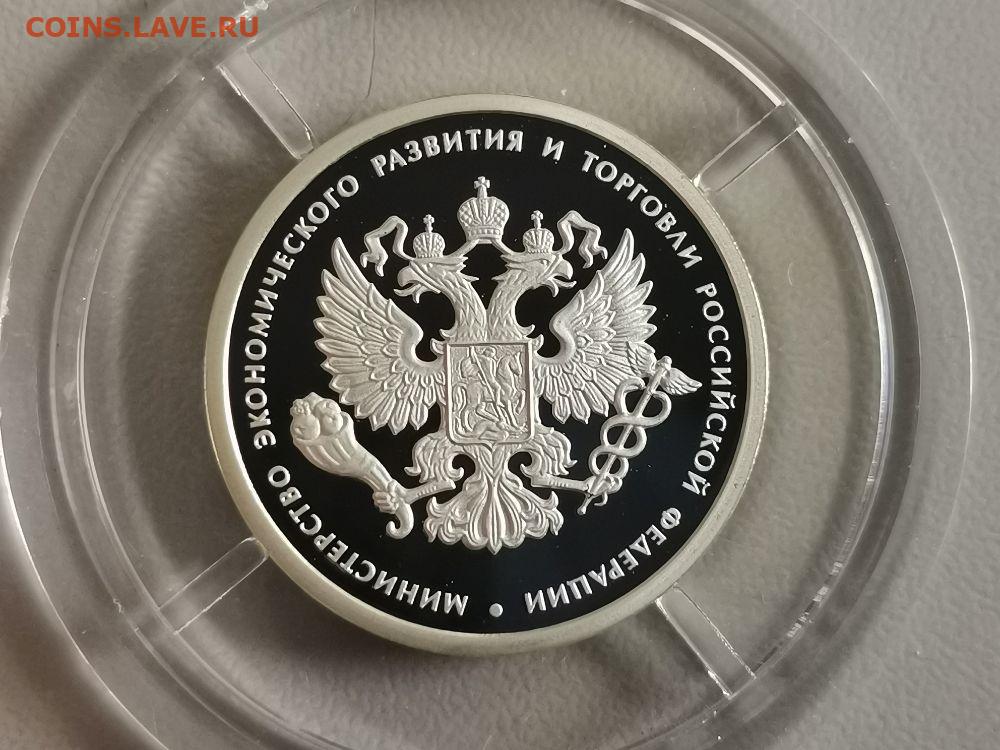 COINS.LAVE.RU
МИНИСТЕРСТВО ЭКОНОМИЧЕСКОГО РАЗВИТИЯ И ТОРГОВЛИ РОССИЙСКОЙ ФЕДЕРАЦИИ •